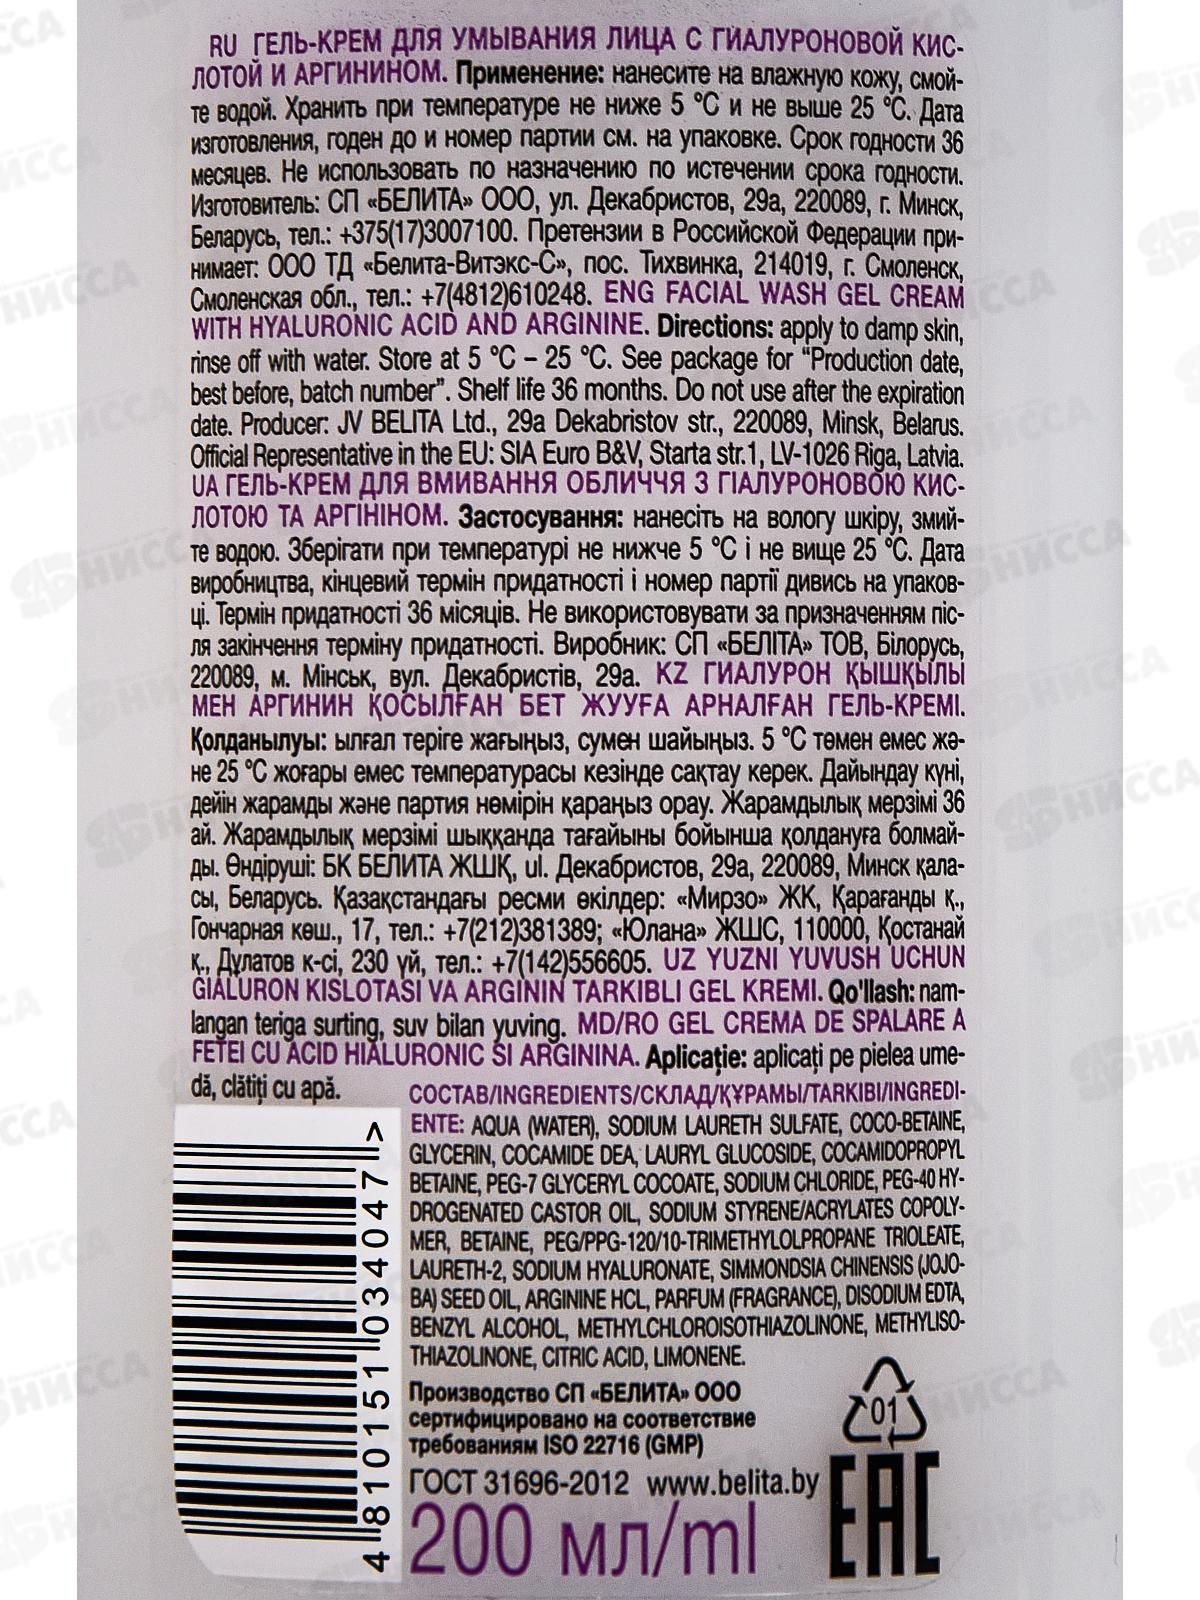 RU ГЕЛЬ-КРЕМ ДЛЯ УМЫВАНИЯ ЛИЦА С ГИАЛУРОНОВОЙ КИС-
ЛОТОЙ И АРГИНИНОМ. Применение: нанесите на влажную кожу, смой-
те водой. Хранить при температуре не ниже 5 °C и не выше 25 °C. Дата
изготовления, годен до и номер партии см. на упаковке. Срок годности 36
месяцев. Не использовать по назначению по истечении срока годности.
Изготовитель: СП «БЕЛИТА» ООО, ул. Декабристов, 29а, 220089, г. Минск,
Беларусь, тел.: +375(17)3007100. Претензии в Российской Федерации при-
нимает: ООО ТД «Белита-Витэкс-С», пос. Тихвинка, 214019, г. Смоленск,
Смоленская обл., тел.: +7(4812)610248. ENG FACIAL WASH GEL CREAM
WITH HYALURONIC ACID AND ARGININE. Directions: apply to damp skin,
rinse off with water. Store at 5 °C – 25 °C. See package for “Production date,
best before, batch number”. Shelf life 36 months. Do not use after the expiration
date. Producer: JV BELITA Ltd., 29a Dekabristov str., 220089, Minsk, Belarus.
Official Representative in the EU: SIA Euro B&V, Starta str.1, LV-1026 Riga, Latvia.
UA ГЕЛЬ-КРЕМ ДЛЯ ВМИВАННЯ ОБЛИЧЧЯ З ГІАЛУРОНОВОЮ КИС-
ЛОТОЮ ТА АРГІНІНОМ. Застосування: нанесіть на вологу шкіру, змий-
те водою. Зберігати при температурі не нижче 5 °C і не вище 25 °C. Дата
виробництва, кінцевий термін придатності і номер партії дивись на упаков-
ці. Термін придатності 36 місяців. Не використовувати за призначенням піс-
ля закінчення терміну придатності. Виробник: СП «БЕЛІТА» ТОВ, Білорусь,
220089, м. Мінськ, вул. Декабристів, 29а. KZ ГИАЛУРОН ҚЫШҚЫЛЫ
МЕН АРГИНИН ҚОСЫЛҒАН БЕТ ЖУУҒА АРНАЛҒАН ГЕЛЬ-КРЕМІ.
Қолданылуы: ылғал теріге жағыңыз, сумен шайыңыз. 5 °C төмен емес жә-
не 25 °C жоғары емес температурасы кезінде сақтау керек. Дайындау күні,
дейін жарамды және партия нөмірін қараңыз орау. Жарамдылық мерзімі 36
ай. Жарамдылық мерзімі шыққанда тағайыны бойынша қолдануға болмай-
ды. Өндіруші: БК БЕЛИТА ЖШҚ, ul. Декабристов, 29а, 220089, Минск қала-
сы, Беларусь. Қазақстандағы ресми өкілдер: «Мирзо» ЖК, Қарағанды қ.,
Гончарная көш., 17, тел.: +7(212)381389; «Юлана» ЖШС, 110000, Қостанай
қ., Дұлатов к-сі, 230 үй, тел.: +7(142)556605. UZ YUZNI YUVUSH UCHUN
GIALURON KISLOTASI VA ARGININ TARKIBLI GEL KREMI. Qo'llash: nam-
langan teriga surting, suv bilan yuving. MD/RO GEL CREMA DE SPALARE A
FETEI CU ACID HIALURONIC SI ARGININA. Aplicație: aplicați pe pielea ume-
dă, clătiți cu apă.
СОСТАВ/INGREDIENTS/СКЛАД/ҚҰРАМЫ/TARKIBI/INGREDI-
ENTE: AQUA (WATER), SODIUM LAURETH SULFATE, COCO-BETAINE,
GLYCERIN, COCAMIDE DEA, LAURYL GLUCOSIDE, COCAMIDOPROPYL
BETAINE, PEG-7 GLYCERYL COCOATE, SODIUM CHLORIDE, PEG-40 HY-
DROGENATED CASTOR OIL, SODIUM STYRENE/ACRYLATES COPOLY-
MER, BETAINE, PEG/PPG-120/10-TRIMETHYLOLPROPANE TRIOLEATE,
LAURETH-2, SODIUM HYALURONATE, SIMMONDSIA CHINENSIS (JOJO-
BA) SEED OIL, ARGININE HCL, PARFUM (FRAGRANCE), DISODIUM EDTA,
BENZYL ALCOHOL, METHYLCHLOROISOTHIAZOLINONE, METHYLISO-
THIAZOLINONE, CITRIC ACID, LIMONENE.
Производство СП «БЕЛИТА» ООО
сертифицировано на соответствие
требованиям ISO 22716 (GMP)
ГОСТ 31696-2012 www.belita.by
200 мл/ml
01
EAC
4 810151 034047 >